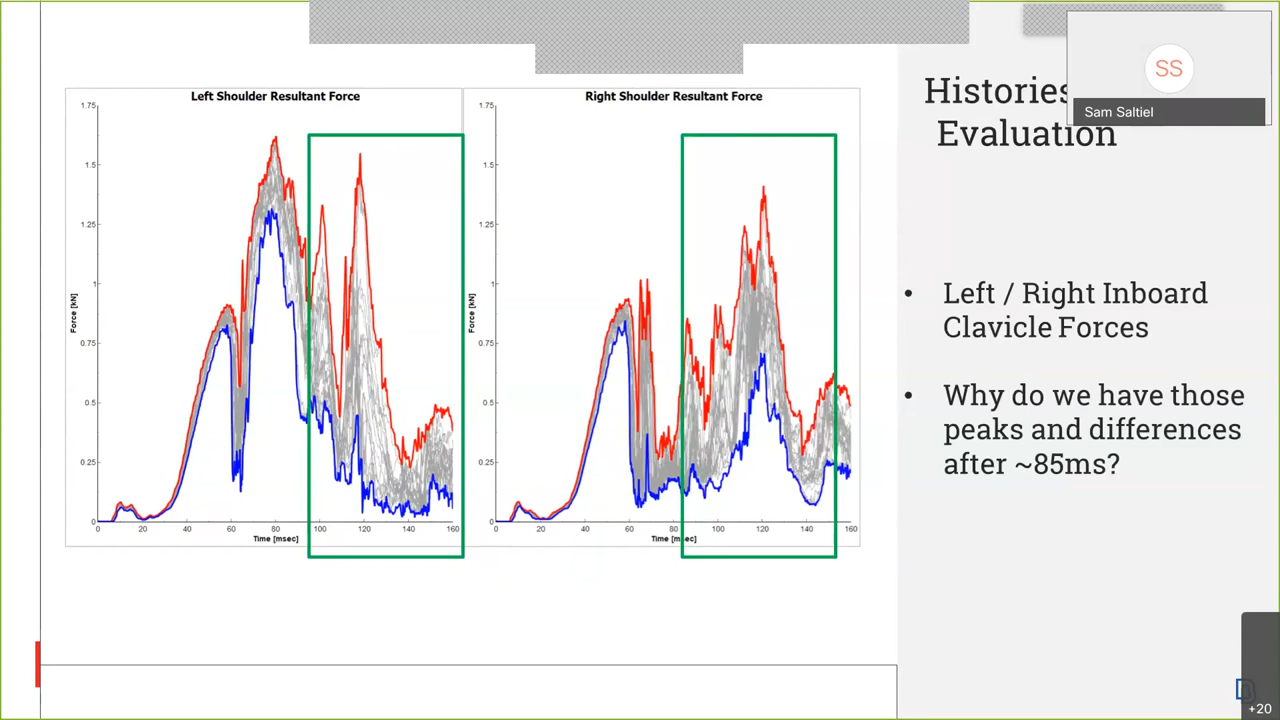 SS
Sam Saltiel
Histories
Evaluation
Left Shoulder Resultant Force
1.75
1.5
1.25
1
0.75
0.5
0.25
0
Force [kN]
0 20 40 60 80 100 120 140 160
Time [msec]
Right Shoulder Resultant Force
1.75
1.5
1.25
1
0.75
0.5
0.25
0
Force [kN]
0 20 40 60 80 100 120 140 160
Time [msec]
• Left / Right Inboard
Clavicle Forces
• Why do we have those
peaks and differences
after ~85ms?
+20